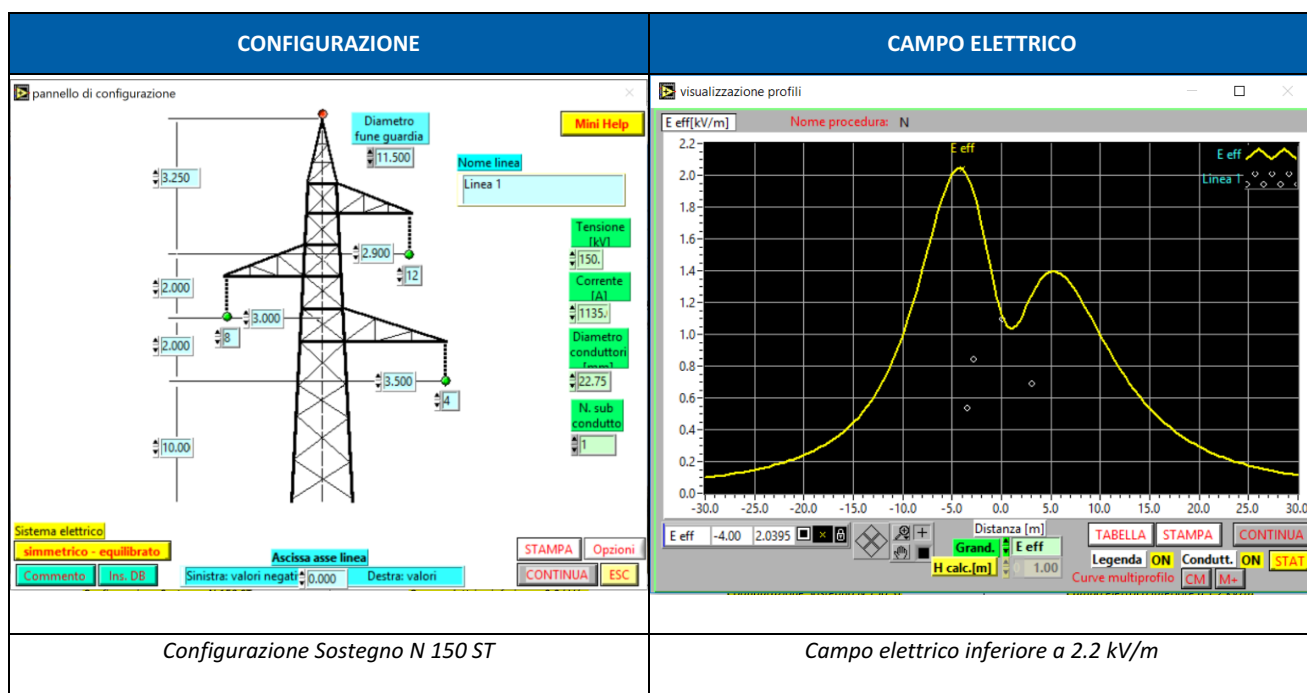 CONFIGURAZIONE
CAMPO ELETTRICO
pannello di configurazione
Mini Help
Diametro
fune guardia
11.500
3.250
Nome linea
Linea 1
Tensione
[kV]
150.
2.900
12
2.000
Corrente
[A]
1135.
3.000
8
2.000
Diametro
conduttori
[mm]
22.75
3.500
4
N. sub
condutto
1
10.00
Sistema elettrico
simmetrico - equilibrato
Commento
Ins. DB
Ascissa asse linea
Sinistra: valori negati
0.000
Destra: valori
STAMPA
Opzioni
CONTINUA
ESC
visualizzazione profili
E eff[kV/m]
Nome procedura: N
E eff
E eff
Linea 1
2.2
2.0
1.8
1.6
1.4
1.2
1.0
0.8
0.6
0.4
0.2
0.0
-30.0 -25.0 -20.0 -15.0 -10.0 -5.0 0.0 5.0 10.0 15.0 20.0 25.0 30.0
Distanza [m]
E eff -4.00 2.0395
Grand. E eff
H calc.[m] 1.00
TABELLA
STAMPA
CONTINUA
Legenda ON Condutt. ON STAT
Curve multiprofilo CM M+
Configurazione Sostegno N 150 ST
Campo elettrico inferiore a 2.2 kV/m